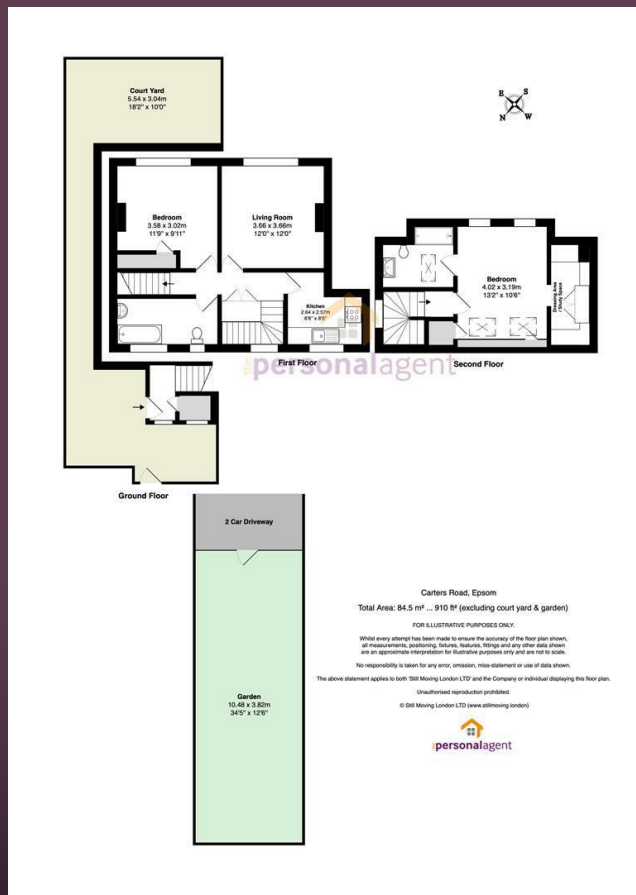 Court Yard
5.54 x 3.04m
18'2" x 10'0"
E S
N W
Bedroom
3.58 x 3.02m
11'9" x 9'11"
Living Room
3.66 x 3.66m
12'0" x 12'0"
Kitchen
2.64 x 2.57m
8'8" x 8'5"
First Floor
Bedroom
4.02 x 3.19m
13'2" x 10'6"
Dressing Area
/ Study Space
Second Floor
the personalagent
Ground Floor
2 Car Driveway
Garden
10.48 x 3.82m
34'5" x 12'6"
Carters Road, Epsom
Total Area: 84.5 m² ... 910 ft² (excluding court yard & garden)
FOR ILLUSTRATIVE PURPOSES ONLY.
Whilst every attempt has been made to ensure the accuracy of the floor plan shown,
all measurements, positioning, fixtures, features, fittings and any other data shown
are an approximate interpretation for illustrative purposes only and are not to scale.
No responsibility is taken for any error, omission, miss-statement or use of data shown.
The above statement applies to both 'Still Moving London LTD' and the Company or individual displaying this floor plan.
Unauthorised reproduction prohibited.
© Still Moving London LTD (www.stillmoving.london)
the personalagent